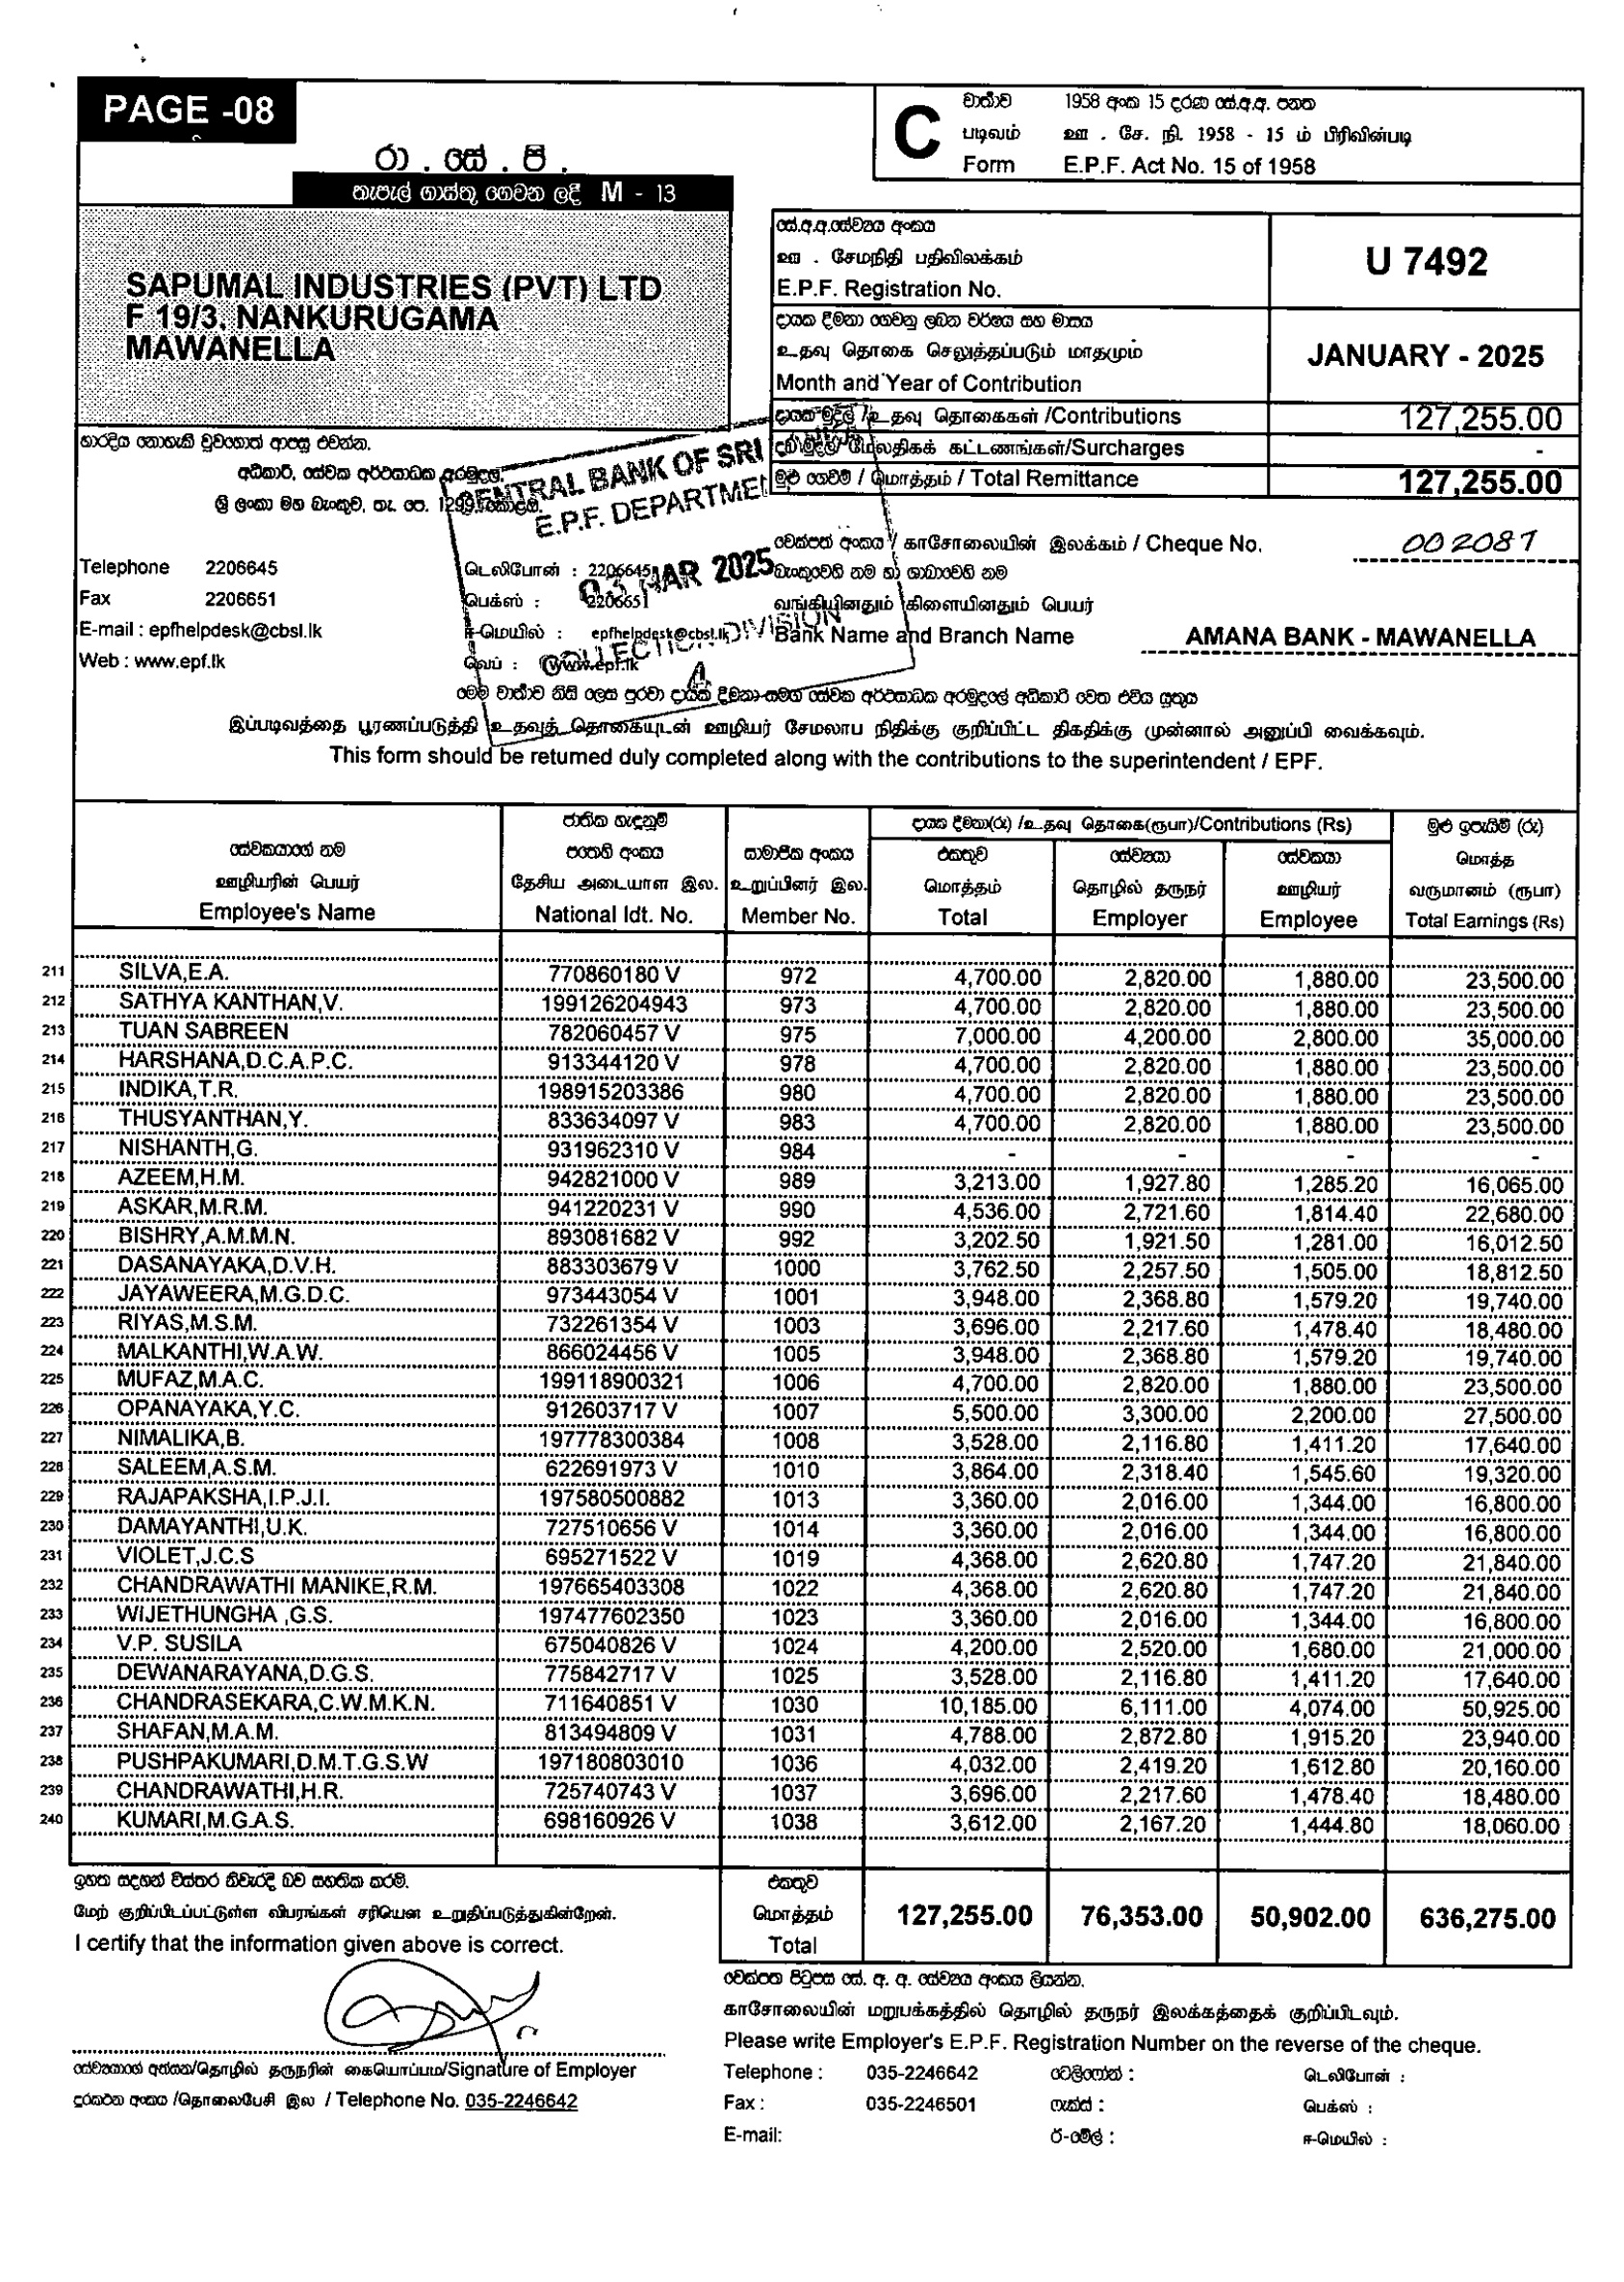 PAGE -08
රා . සේ . පි .
තැපැල් ගාස්තු ගෙවන ලදී M - 13
C
වාර්තාව 1958 අංක 15 දරණ සේ.අ.අ. පනත
படிவம் ஊ . சே. நி. 1958 - 15 ம் பிரிவின்படி
Form E.P.F. Act No. 15 of 1958
SAPUMAL INDUSTRIES (PVT) LTD
F 19/3, NANKURUGAMA
MAWANELLA
සේ.අ.අ.සේව්‍යය අංකය
ஊ . சேமநிதி பதிவிலக்கம்
E.P.F. Registration No.
U 7492
දායක දීමනා ගෙවනු ලබන වර්ෂය සහ මාසය
உதவு தொகை செலுத்தப்படும் மாதமும்
Month and Year of Contribution
JANUARY - 2025
දායක මුදල් / உதவு தொகைகள் /Contributions 127,255.00
மேலதிகக் கட்டணங்கள்/Surcharges -
මුළු ගෙවීම් / மொத்தம் / Total Remittance 127,255.00
භාරදිය නොහැකි වුවහොත් ආපසු එවන්න.
අධිකාරී, සේවක අර්ථසාධක අරමුදල,
ශ්‍රී ලංකා මහ බැංකුව, තැ. පෙ. 1299, කොළඹ.
CENTRAL BANK OF SRI
E.P.F. DEPARTMENT
03 MAR 2025
COLLECTION DIVISION
A
චෙක්පත් අංකය / காசோலையின் இலக்கம் / Cheque No. 002087
Telephone 2206645
டெலிபோன் : 2206645
බැංකුවෙහි නම හා ශාඛාවෙහි නම
Fax 2206651
பெக்ஸ் : 2206651
வங்கியினதும் கிளையினதும் பெயர்
E-mail : epfhelpdesk@cbsl.lk
ஈ-மெயில் : epfhelpdesk@cbsl.lk
Bank Name and Branch Name AMANA BANK - MAWANELLA
Web : www.epf.lk
வெப் : www.epf.lk
මෙම වාර්තාව නිසි ලෙස පුරවා දායක දීමනා සමග සේවක අර්ථසාධක අරමුදලේ අධිකාරී වෙත එවිය යුතුය
இப்படிவத்தை பூரணப்படுத்தி உதவுத் தொகையுடன் ஊழியர் சேமலாப நிதிக்கு குறிப்பிட்ட திகதிக்கு முன்னால் அனுப்பி வைக்கவும்.
This form should be returned duly completed along with the contributions to the superintendent / EPF.
සේවකයාගේ නම
ஊழியரின் பெயர்
Employee's Name
ජාතික හැඳුනුම්
පතෙහි අංකය
தேசிய அடையாள இல.
National Idt. No.
සාමාජික අංකය
உறுப்பினர் இல.
Member No.
දායක දීමනා(රු) /உதவு தொகை(ரூபா)/Contributions (Rs)
එකතුව
மொத்தம்
Total
සේව්‍යයා
தொழில் தருநர்
Employer
සේවකයා
ஊழியர்
Employee
මුළු ඉපැයීම් (රු)
மொத்த
வருமானம் (ரூபா)
Total Earnings (Rs)
211 SILVA,E.A. 770860180 V 972 4,700.00 2,820.00 1,880.00 23,500.00
212 SATHYA KANTHAN,V. 199126204943 973 4,700.00 2,820.00 1,880.00 23,500.00
213 TUAN SABREEN 782060457 V 975 7,000.00 4,200.00 2,800.00 35,000.00
214 HARSHANA,D.C.A.P.C. 913344120 V 978 4,700.00 2,820.00 1,880.00 23,500.00
215 INDIKA,T.R. 198915203386 980 4,700.00 2,820.00 1,880.00 23,500.00
216 THUSYANTHAN,Y. 833634097 V 983 4,700.00 2,820.00 1,880.00 23,500.00
217 NISHANTH,G. 931962310 V 984 - - - -
218 AZEEM,H.M. 942821000 V 989 3,213.00 1,927.80 1,285.20 16,065.00
219 ASKAR,M.R.M. 941220231 V 990 4,536.00 2,721.60 1,814.40 22,680.00
220 BISHRY,A.M.M.N. 893081682 V 992 3,202.50 1,921.50 1,281.00 16,012.50
221 DASANAYAKA,D.V.H. 883303679 V 1000 3,762.50 2,257.50 1,505.00 18,812.50
222 JAYAWEERA,M.G.D.C. 973443054 V 1001 3,948.00 2,368.80 1,579.20 19,740.00
223 RIYAS,M.S.M. 732261354 V 1003 3,696.00 2,217.60 1,478.40 18,480.00
224 MALKANTHI,W.A.W. 866024456 V 1005 3,948.00 2,368.80 1,579.20 19,740.00
225 MUFAZ,M.A.C. 199118900321 1006 4,700.00 2,820.00 1,880.00 23,500.00
226 OPANAYAKA,Y.C. 912603717 V 1007 5,500.00 3,300.00 2,200.00 27,500.00
227 NIMALIKA,B. 197778300384 1008 3,528.00 2,116.80 1,411.20 17,640.00
228 SALEEM,A.S.M. 622691973 V 1010 3,864.00 2,318.40 1,545.60 19,320.00
229 RAJAPAKSHA,I.P.J.I. 197580500882 1013 3,360.00 2,016.00 1,344.00 16,800.00
230 DAMAYANTHI,U.K. 727510656 V 1014 3,360.00 2,016.00 1,344.00 16,800.00
231 VIOLET,J.C.S 695271522 V 1019 4,368.00 2,620.80 1,747.20 21,840.00
232 CHANDRAWATHI MANIKE,R.M. 197665403308 1022 4,368.00 2,620.80 1,747.20 21,840.00
233 WIJETHUNGHA ,G.S. 197477602350 1023 3,360.00 2,016.00 1,344.00 16,800.00
234 V.P. SUSILA 675040826 V 1024 4,200.00 2,520.00 1,680.00 21,000.00
235 DEWANARAYANA,D.G.S. 775842717 V 1025 3,528.00 2,116.80 1,411.20 17,640.00
236 CHANDRASEKARA,C.W.M.K.N. 711640851 V 1030 10,185.00 6,111.00 4,074.00 50,925.00
237 SHAFAN,M.A.M. 813494809 V 1031 4,788.00 2,872.80 1,915.20 23,940.00
238 PUSHPAKUMARI,D.M.T.G.S.W 197180803010 1036 4,032.00 2,419.20 1,612.80 20,160.00
239 CHANDRAWATHI,H.R. 725740743 V 1037 3,696.00 2,217.60 1,478.40 18,480.00
240 KUMARI,M.G.A.S. 698160926 V 1038 3,612.00 2,167.20 1,444.80 18,060.00
ඉහත සඳහන් විස්තර නිවැරදි බව සහතික කරමි.
மேற் குறிப்பிடப்பட்டுள்ள விபரங்கள் சரியென உறுதிப்படுத்துகின்றேன்.
I certify that the information given above is correct.
එකතුව
மொத்தம்
Total
127,255.00 76,353.00 50,902.00 636,275.00
චෙක්පත පිටුපස සේ. අ. අ. සේව්‍යය අංකය ලියන්න.
காசோலையின் மறுபக்கத்தில் தொழில் தருநர் இலக்கத்தைக் குறிப்பிடவும்.
Please write Employer's E.P.F. Registration Number on the reverse of the cheque.
සේව්‍යයාගේ අත්සන/தொழில் தருநரின் கையொப்பம்/Signature of Employer
දුරකථන අංකය /தொலைபேசி இல / Telephone No. 035-2246642
Telephone : 035-2246642 ටෙලිෆෝන් : டெலிபோன் :
Fax : 035-2246501 ෆැක්ස් : பெக்ஸ் :
E-mail: ඊ-මේල් : ஈ-மெயில் :